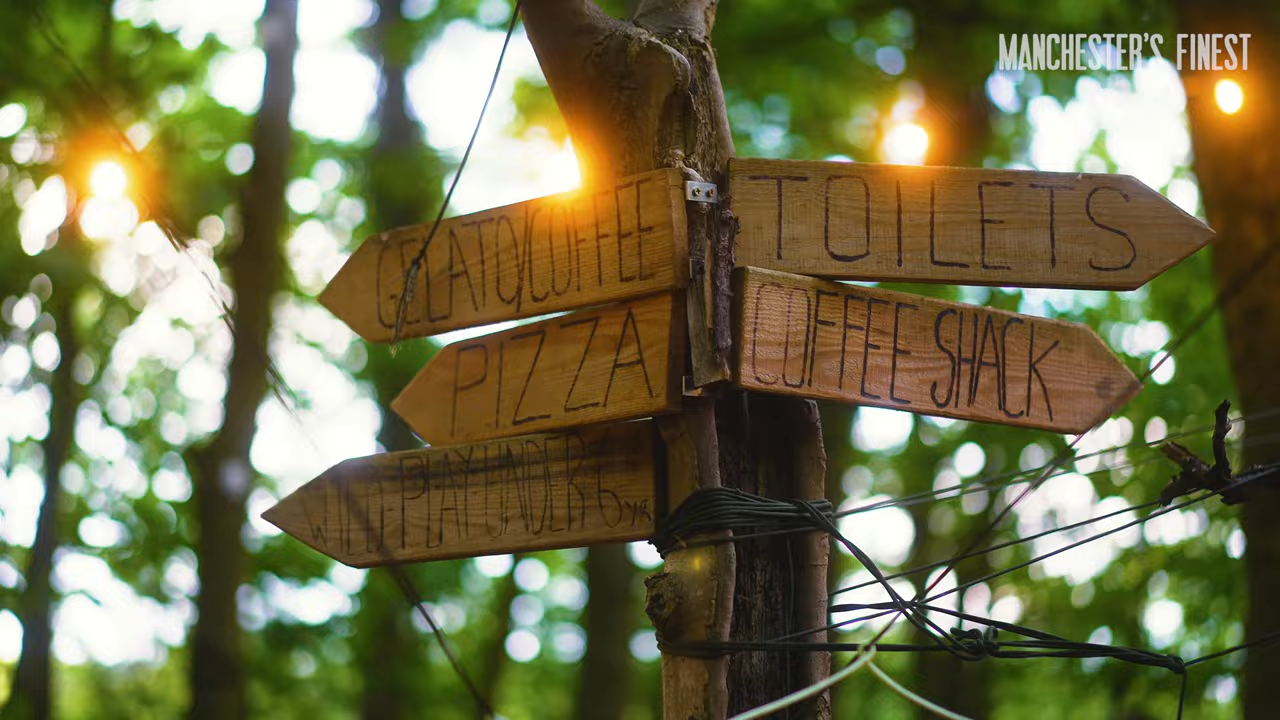 MANCHESTER'S FINEST
GELATO/COFFEE
TOILETS
PIZZA
COFFEE SHACK
WILD PLAY UNDER 6 yrs